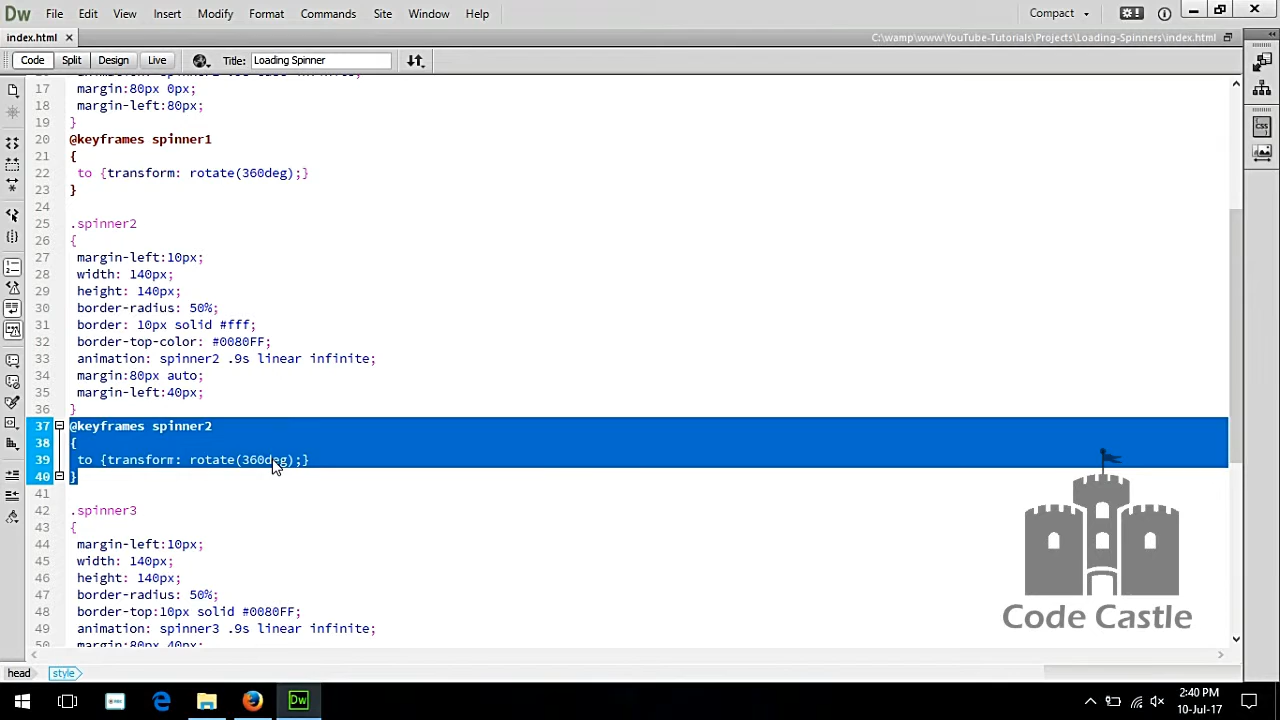 Dw File Edit View Insert Modify Format Commands Site Window Help Compact
index.html C:\wamp\www\YouTube-Tutorials\Projects\Loading-Spinners\index.html
Code Split Design Live Title: Loading Spinner
17 margin:80px 0px;
18 margin-left:80px;
19 }
20 @keyframes spinner1
21 {
22 to {transform: rotate(360deg);}
23 }
24
25 .spinner2
26 {
27 margin-left:10px;
28 width: 140px;
29 height: 140px;
30 border-radius: 50%;
31 border: 10px solid #fff;
32 border-top-color: #0080FF;
33 animation: spinner2 .9s linear infinite;
34 margin:80px auto;
35 margin-left:40px;
36 }
37 @keyframes spinner2
38 {
39 to {transform: rotate(360deg);}
40 }
41
42 .spinner3
43 {
44 margin-left:10px;
45 width: 140px;
46 height: 140px;
47 border-radius: 50%;
48 border-top:10px solid #0080FF;
49 animation: spinner3 .9s linear infinite;
50 margin:80px 40px;
Code Castle
head style
Dw 2:40 PM
10-Jul-17